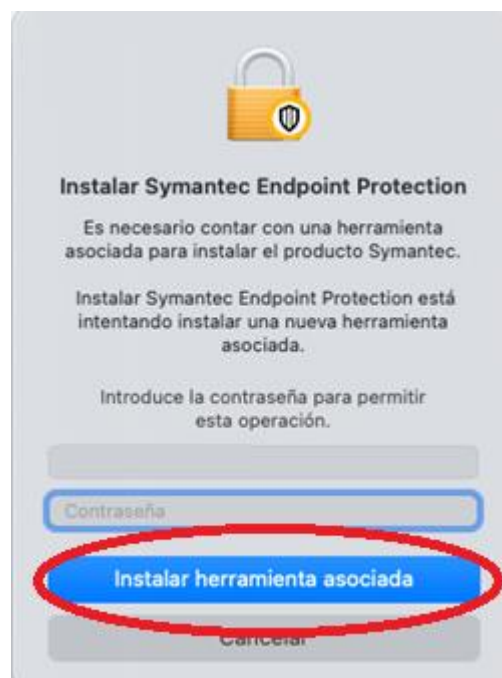 Instalar Symantec Endpoint Protection
Es necesario contar con una herramienta
asociada para instalar el producto Symantec.
Instalar Symantec Endpoint Protection está
intentando instalar una nueva herramienta
asociada.
Introduce la contraseña para permitir
esta operación.
Contraseña
Instalar herramienta asociada
Cancelar